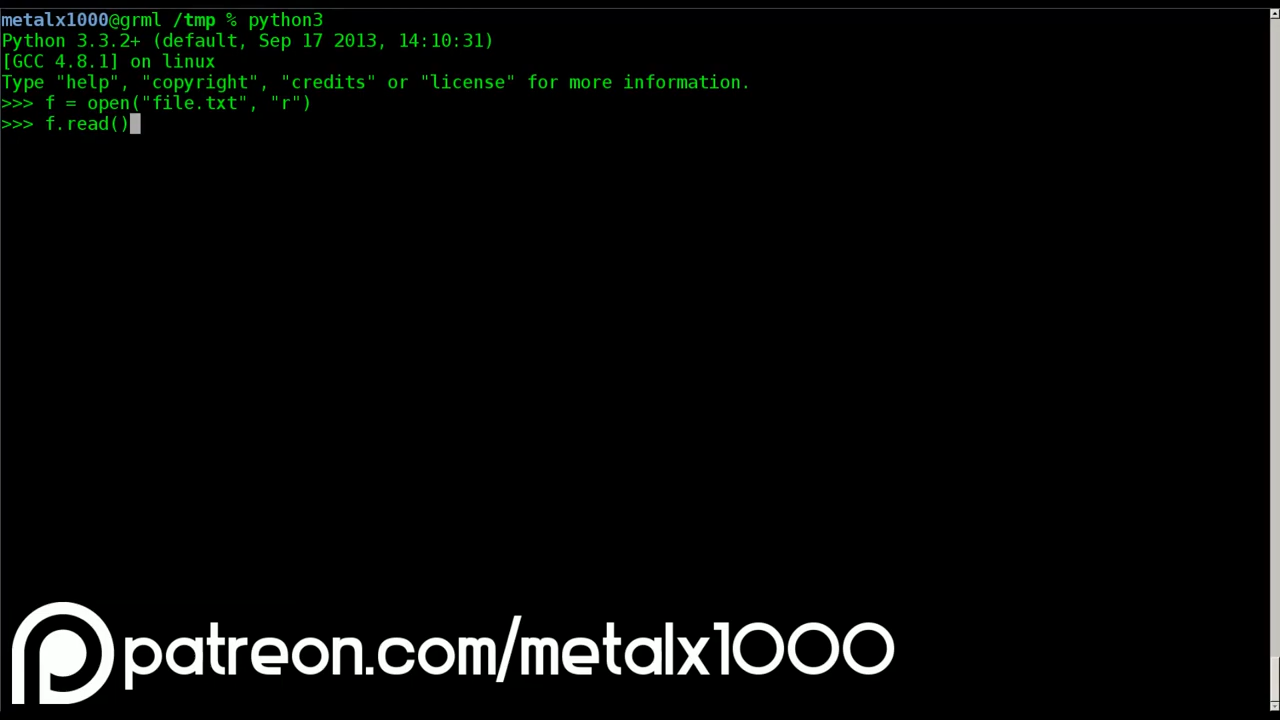 metalx1000@grml /tmp % python3
Python 3.3.2+ (default, Sep 17 2013, 14:10:31)
[GCC 4.8.1] on linux
Type "help", "copyright", "credits" or "license" for more information.
>>> f = open("file.txt", "r")
>>> f.read()
patreon.com/metalx1000